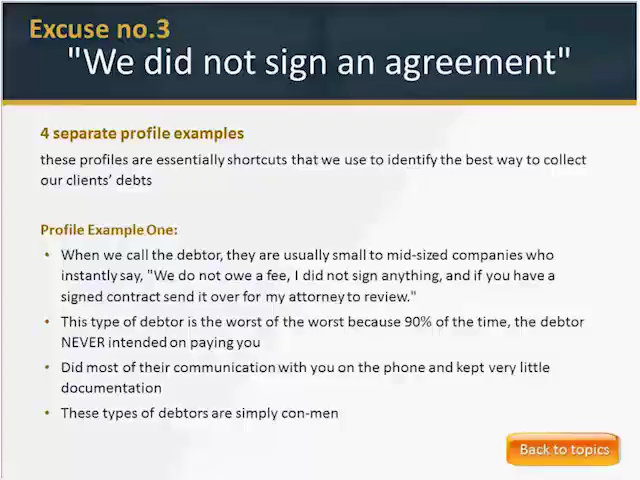 Excuse no.3
"We did not sign an agreement"
4 separate profile examples
these profiles are essentially shortcuts that we use to identify the best way to collect
our clients' debts
Profile Example One:
• When we call the debtor, they are usually small to mid-sized companies who
instantly say, "We do not owe a fee, I did not sign anything, and if you have a
signed contract send it over for my attorney to review."
• This type of debtor is the worst of the worst because 90% of the time, the debtor
NEVER intended on paying you
• Did most of their communication with you on the phone and kept very little
documentation
• These types of debtors are simply con-men
Back to topics